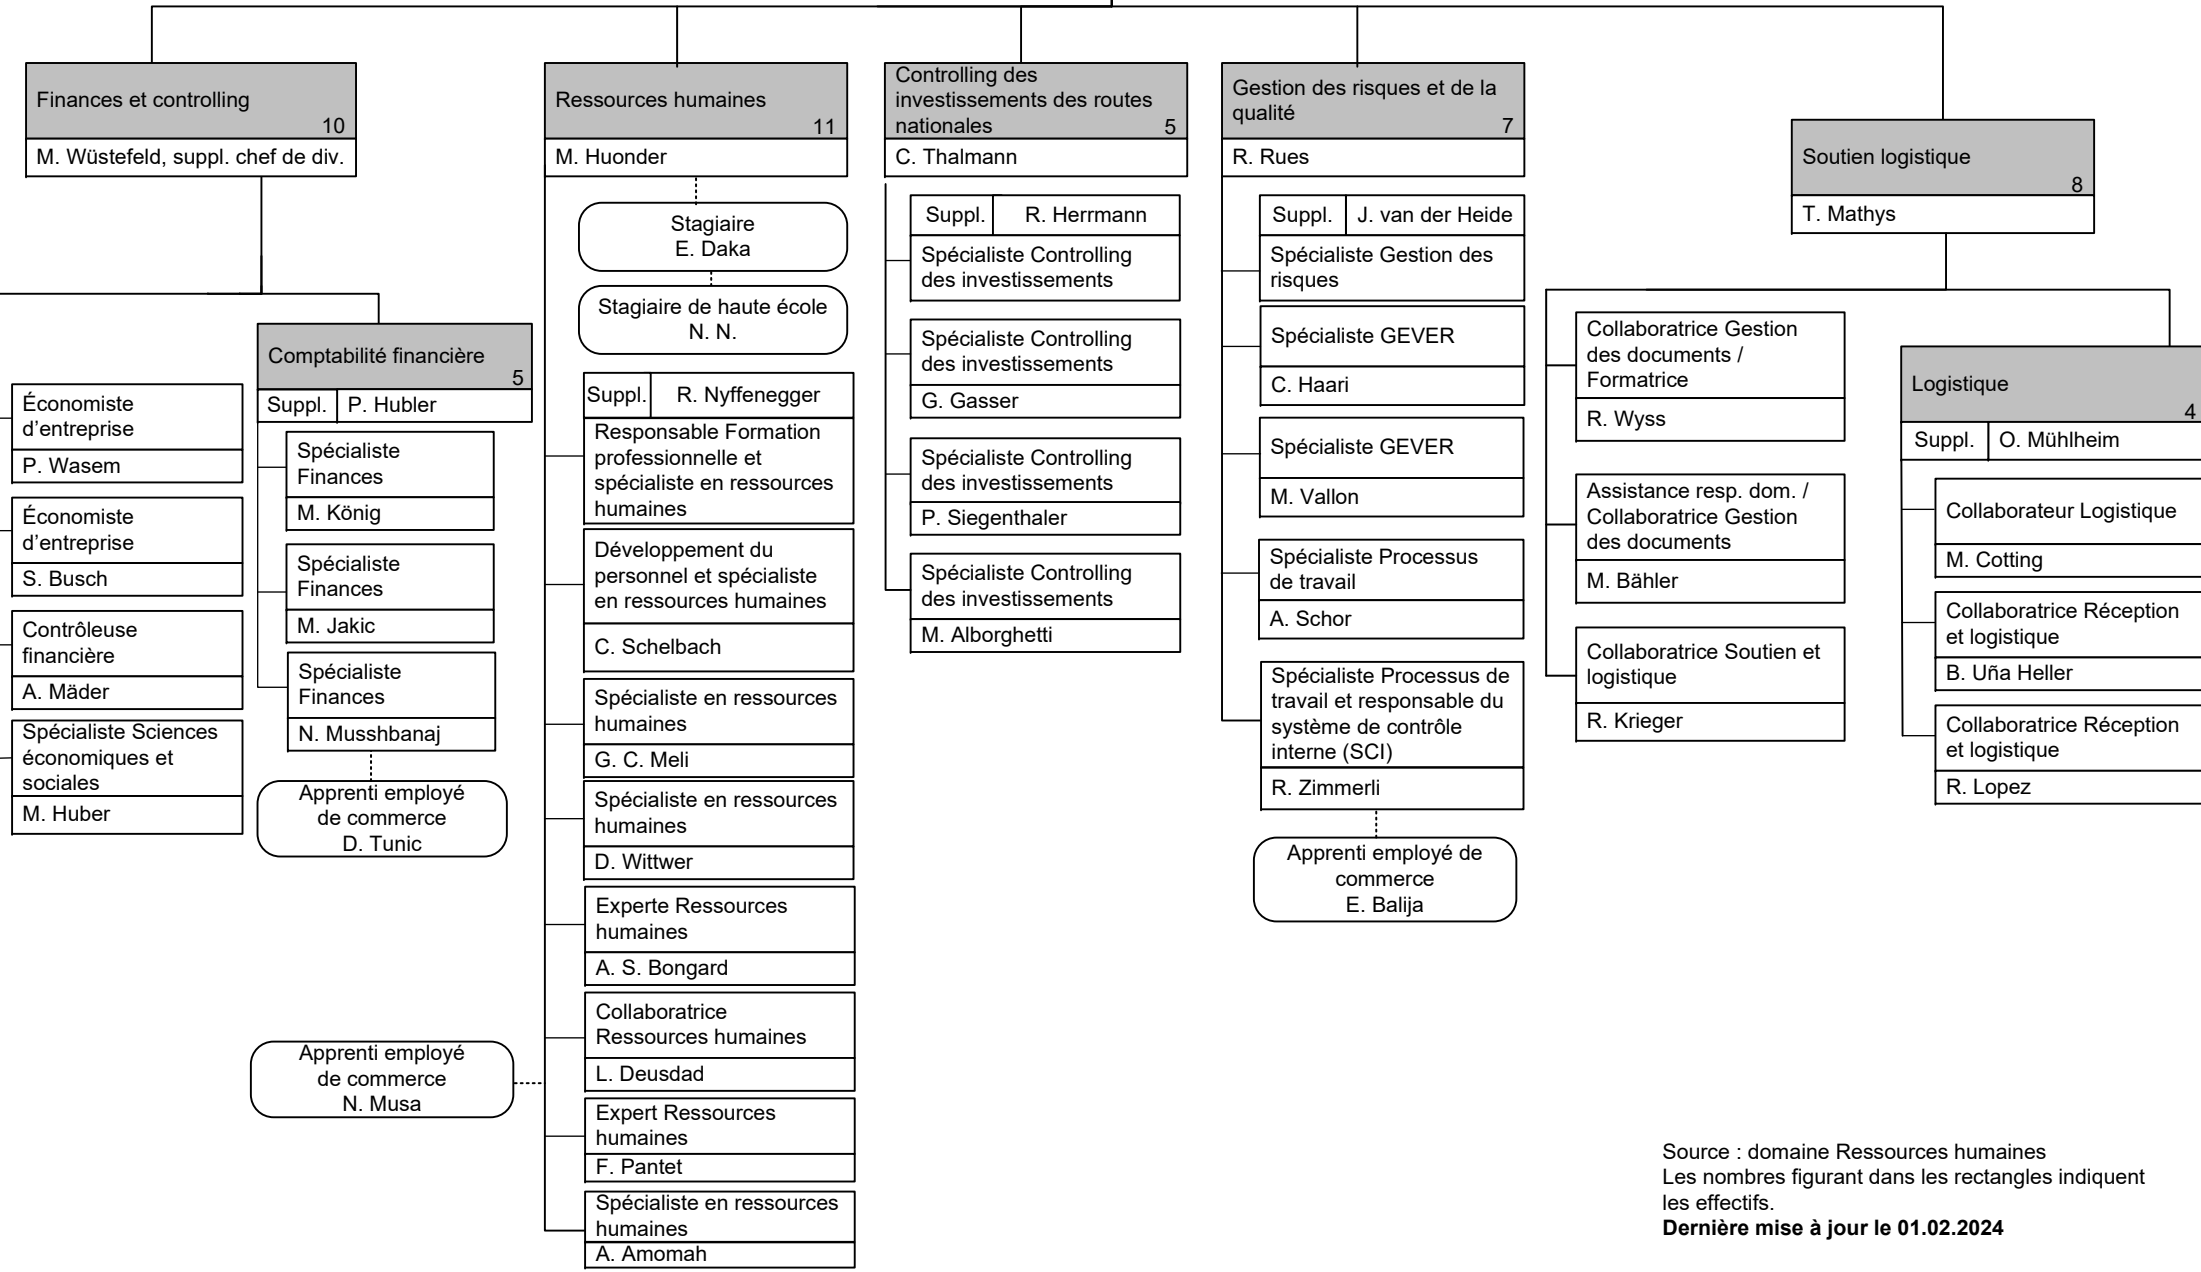 Finances et controlling
10
M. Wüstefeld, suppl. chef de div.
Économiste
d’entreprise
P. Wasem
Économiste
d’entreprise
S. Busch
Contrôleuse
financière
A. Mäder
Spécialiste Sciences
économiques et
sociales
M. Huber
Comptabilité financière
5
Suppl. P. Hubler
Spécialiste
Finances
M. König
Spécialiste
Finances
M. Jakic
Spécialiste
Finances
N. Musshbanaj
Apprenti employé
de commerce
D. Tunic
Ressources humaines
11
M. Huonder
Stagiaire
E. Daka
Stagiaire de haute école
N. N.
Suppl. R. Nyffenegger
Responsable Formation
professionnelle et
spécialiste en ressources
humaines
Développement du
personnel et spécialiste
en ressources humaines
C. Schelbach
Spécialiste en ressources
humaines
G. C. Meli
Spécialiste en ressources
humaines
D. Wittwer
Experte Ressources
humaines
A. S. Bongard
Collaboratrice
Ressources humaines
L. Deusdad
Apprenti employé
de commerce
N. Musa
Expert Ressources
humaines
F. Pantet
Spécialiste en ressources
humaines
A. Amomah
Controlling des
investissements des routes
nationales 5
C. Thalmann
Suppl. R. Herrmann
Spécialiste Controlling
des investissements
Spécialiste Controlling
des investissements
G. Gasser
Spécialiste Controlling
des investissements
P. Siegenthaler
Spécialiste Controlling
des investissements
M. Alborghetti
Gestion des risques et de la
qualité 7
R. Rues
Suppl. J. van der Heide
Spécialiste Gestion des
risques
Spécialiste GEVER
C. Haari
Spécialiste GEVER
M. Vallon
Spécialiste Processus
de travail
A. Schor
Spécialiste Processus de
travail et responsable du
système de contrôle
interne (SCI)
R. Zimmerli
Apprenti employé de
commerce
E. Balija
Soutien logistique
8
T. Mathys
Collaboratrice Gestion
des documents /
Formatrice
R. Wyss
Assistance resp. dom. /
Collaboratrice Gestion
des documents
M. Bähler
Collaboratrice Soutien et
logistique
R. Krieger
Logistique
4
Suppl. O. Mühlheim
Collaborateur Logistique
M. Cotting
Collaboratrice Réception
et logistique
B. Uña Heller
Collaboratrice Réception
et logistique
R. Lopez
Source : domaine Ressources humaines
Les nombres figurant dans les rectangles indiquent
les effectifs.
Dernière mise à jour le 01.02.2024